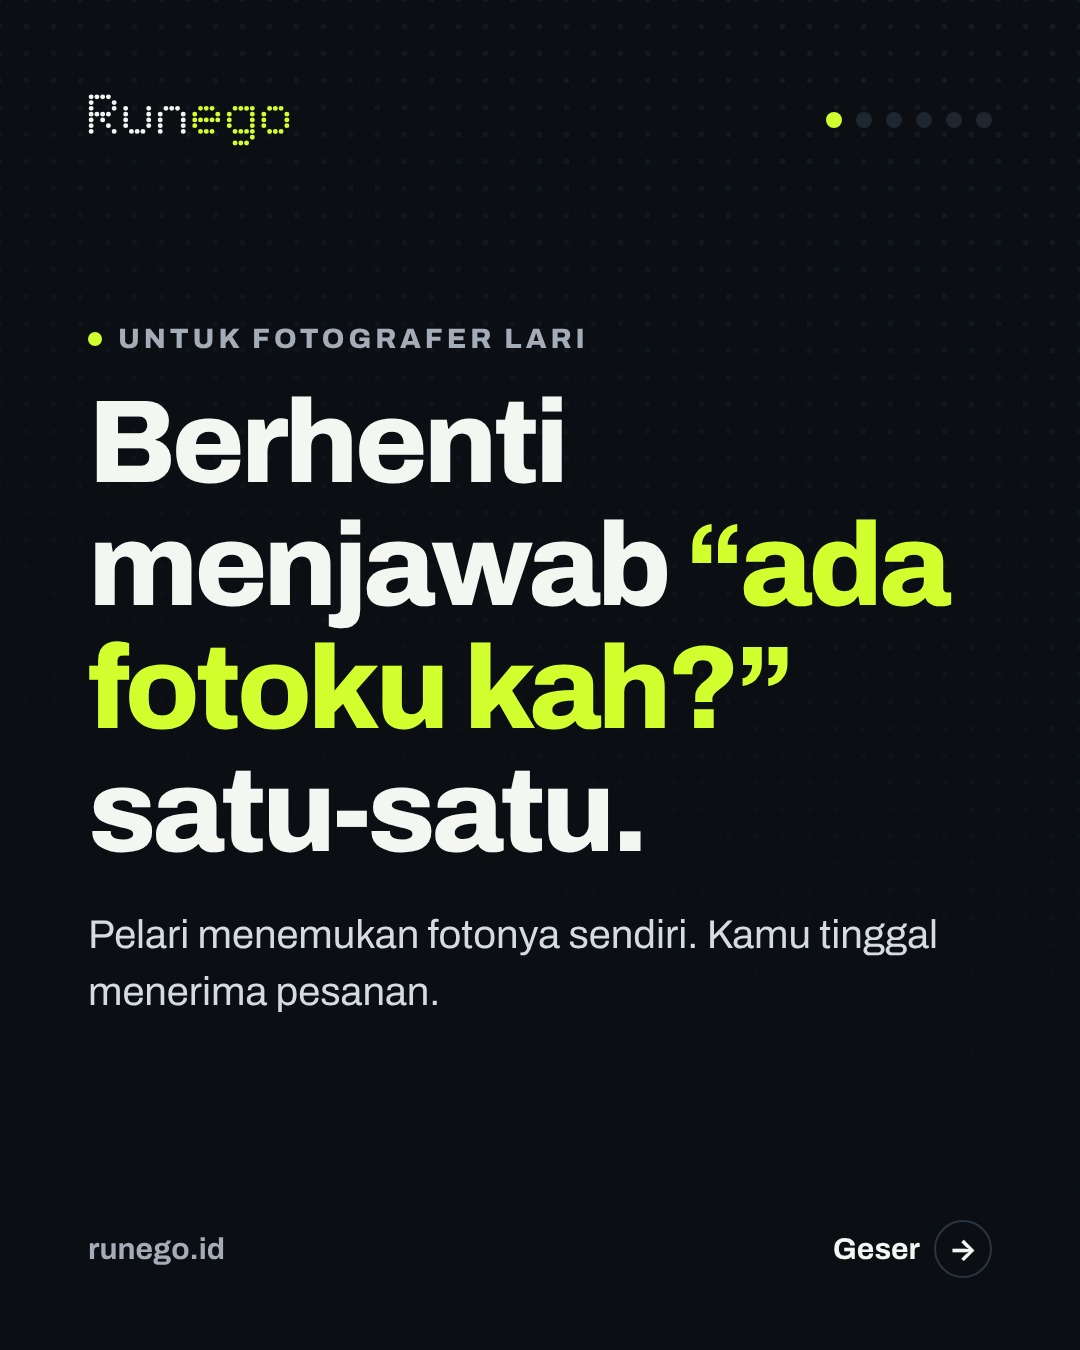 Runego
UNTUK FOTOGRAFER LARI
Berhenti
menjawab “ada
fotoku kah?”
satu-satu.
Pelari menemukan fotonya sendiri. Kamu tinggal
menerima pesanan.
runego.id
Geser →